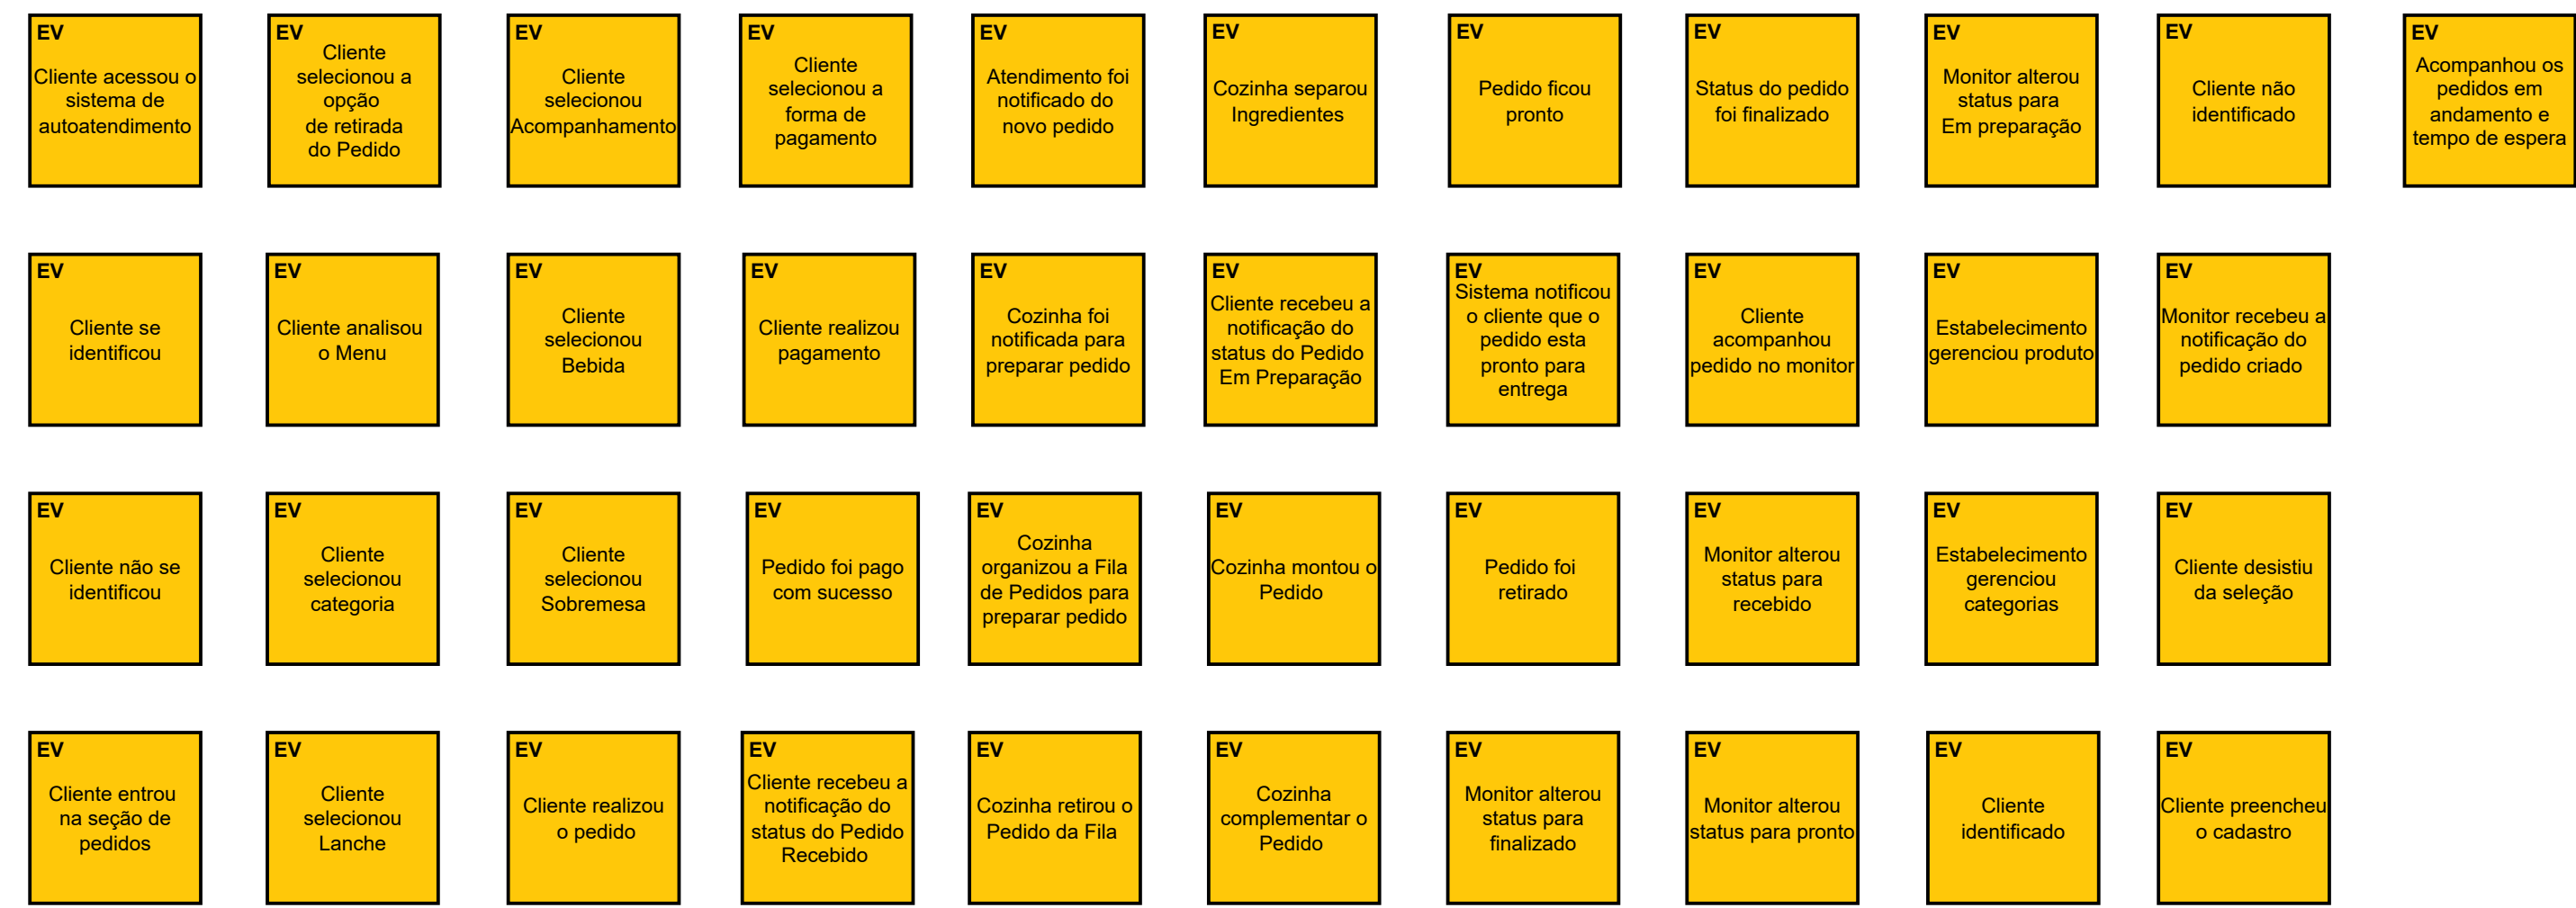 EV
Cliente acessou o
sistema de
autoatendimento
EV
Cliente
selecionou a
opção
de retirada
do Pedido
EV
Cliente
selecionou
Acompanhamento
EV
Cliente
selecionou a
forma de
pagamento
EV
Atendimento foi
notificado do
novo pedido
EV
Cozinha separou
Ingredientes
EV
Pedido ficou
pronto
EV
Status do pedido
foi finalizado
EV
Monitor alterou
status para
Em preparação
EV
Cliente não
identificado
EV
Acompanhou os
pedidos em
andamento e
tempo de espera
EV
Cliente se
identificou
EV
Cliente analisou
o Menu
EV
Cliente
selecionou
Bebida
EV
Cliente realizou
pagamento
EV
Cozinha foi
notificada para
preparar pedido
EV
Cliente recebeu a
notificação do
status do Pedido
Em Preparação
EV
Sistema notificou
o cliente que o
pedido esta
pronto para
entrega
EV
Cliente
acompanhou
pedido no monitor
EV
Estabelecimento
gerenciou produto
EV
Monitor recebeu a
notificação do
pedido criado
EV
Cliente não se
identificou
EV
Cliente
selecionou
categoria
EV
Cliente
selecionou
Sobremesa
EV
Pedido foi pago
com sucesso
EV
Cozinha
organizou a Fila
de Pedidos para
preparar pedido
EV
Cozinha montou o
Pedido
EV
Pedido foi
retirado
EV
Monitor alterou
status para
recebido
EV
Estabelecimento
gerenciou
categorias
EV
Cliente desistiu
da seleção
EV
Cliente entrou
na seção de
pedidos
EV
Cliente
selecionou
Lanche
EV
Cliente realizou
o pedido
EV
Cliente recebeu a
notificação do
status do Pedido
Recebido
EV
Cozinha retirou o
Pedido da Fila
EV
Cozinha
complementar o
Pedido
EV
Monitor alterou
status para
finalizado
EV
Monitor alterou
status para pronto
EV
Cliente
identificado
EV
Cliente preencheu
o cadastro